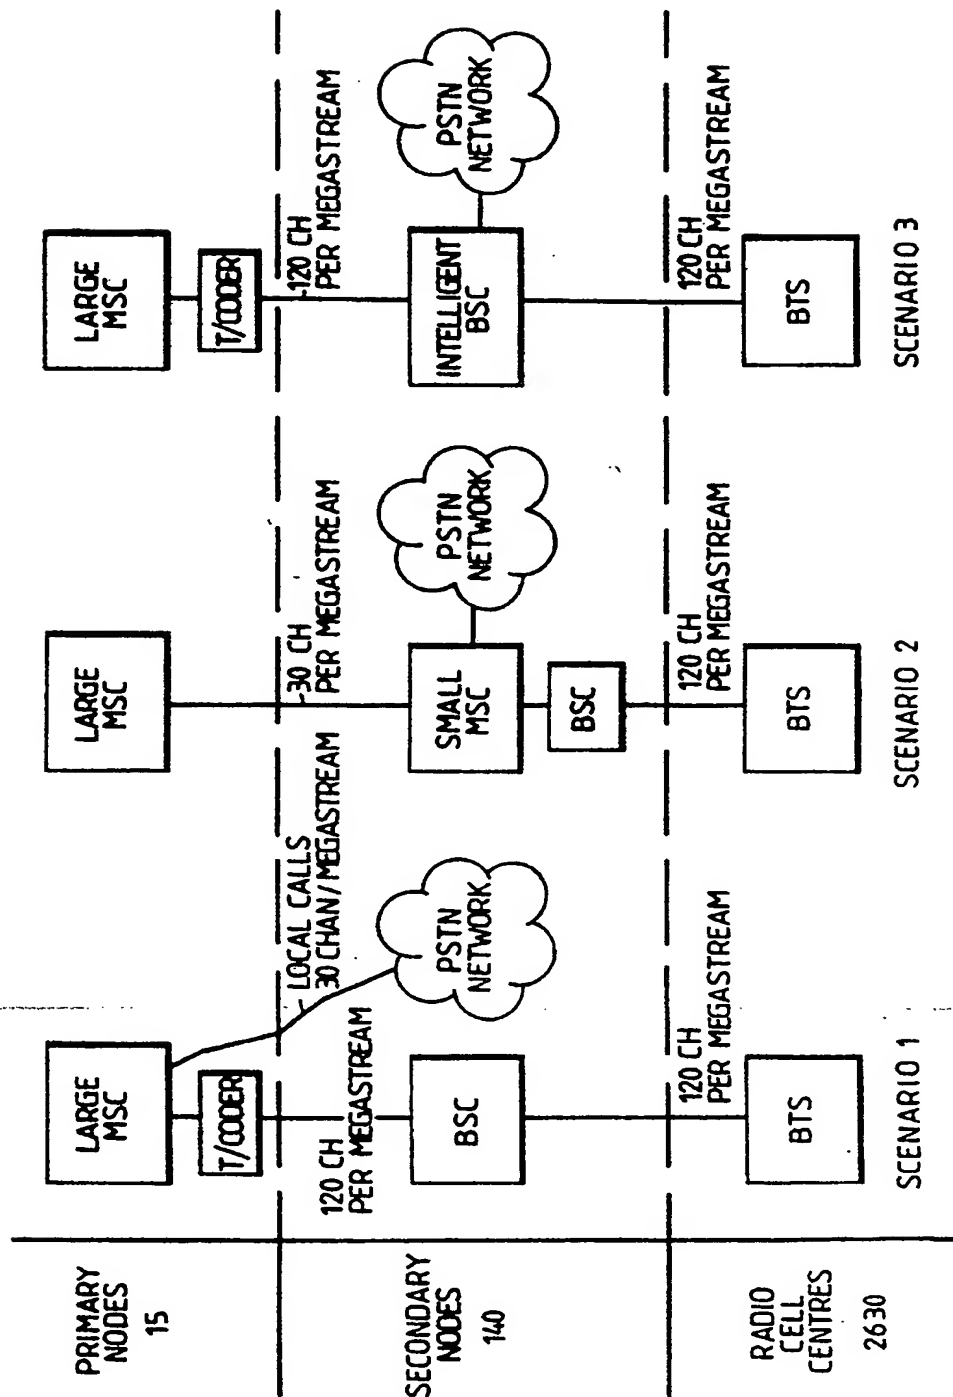 PRIMARY
NODES
15
SECONDARY
NODES
140
RADIO
CELL
CENTRES
2630
LARGE
MSC
T/CODER
120 CH
PER MEGASTREAM
LOCAL CALLS
30 CHAN/MEGASTREAM
BSC
PSTN
NETWORK
120 CH
PER MEGASTREAM
BTS
SCENARIO 1
LARGE
MSC
30 CH
PER MEGASTREAM
SMALL
MSC
PSTN
NETWORK
BSC
120 CH
PER MEGASTREAM
BTS
SCENARIO 2
LARGE
MSC
T/CODER
120 CH
PER MEGASTREAM
INTELLIGENT
BSC
PSTN
NETWORK
120 CH
PER MEGASTREAM
BTS
SCENARIO 3